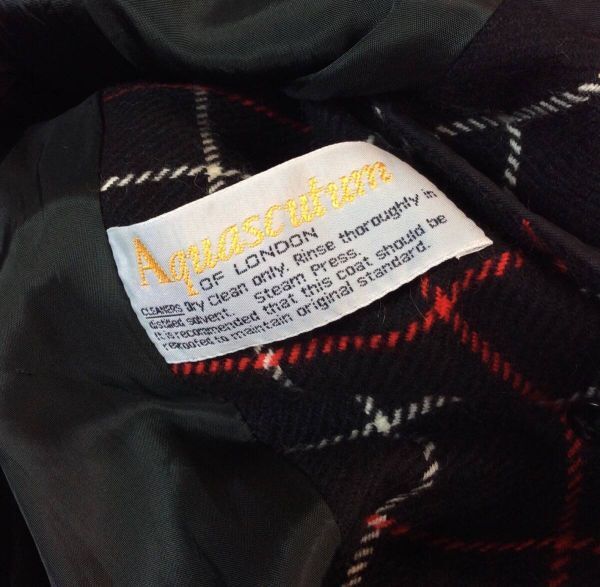 Aquascutum
OF LONDON
CLEANERS Dry Clean only. Rinse thoroughly in
distilled solvent. Steam Press.
It is recommended that this coat should be
reproofed to maintain original standard.